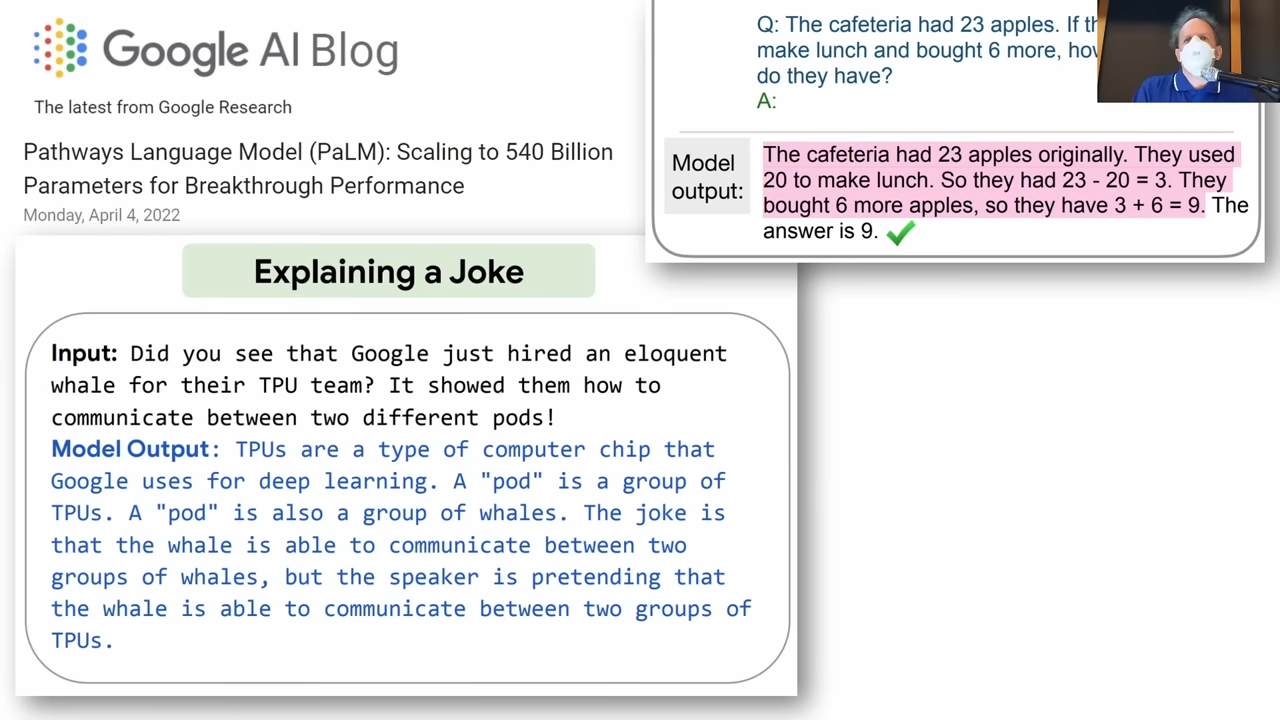 Google AI Blog
The latest from Google Research
Pathways Language Model (PaLM): Scaling to 540 Billion
Parameters for Breakthrough Performance
Monday, April 4, 2022
Q: The cafeteria had 23 apples. If
make lunch and bought 6 more,
do they have?
A:
Model
output:
The cafeteria had 23 apples originally. They used
20 to make lunch. So they had 23 - 20 = 3. They
bought 6 more apples, so they have 3 + 6 = 9. The
answer is 9.
Explaining a Joke
Input: Did you see that Google just hired an eloquent
whale for their TPU team? It showed them how to
communicate between two different pods!
Model Output: TPUs are a type of computer chip that
Google uses for deep learning. A "pod" is a group of
TPUs. A "pod" is also a group of whales. The joke is
that the whale is able to communicate between two
groups of whales, but the speaker is pretending that
the whale is able to communicate between two groups of
TPUs.